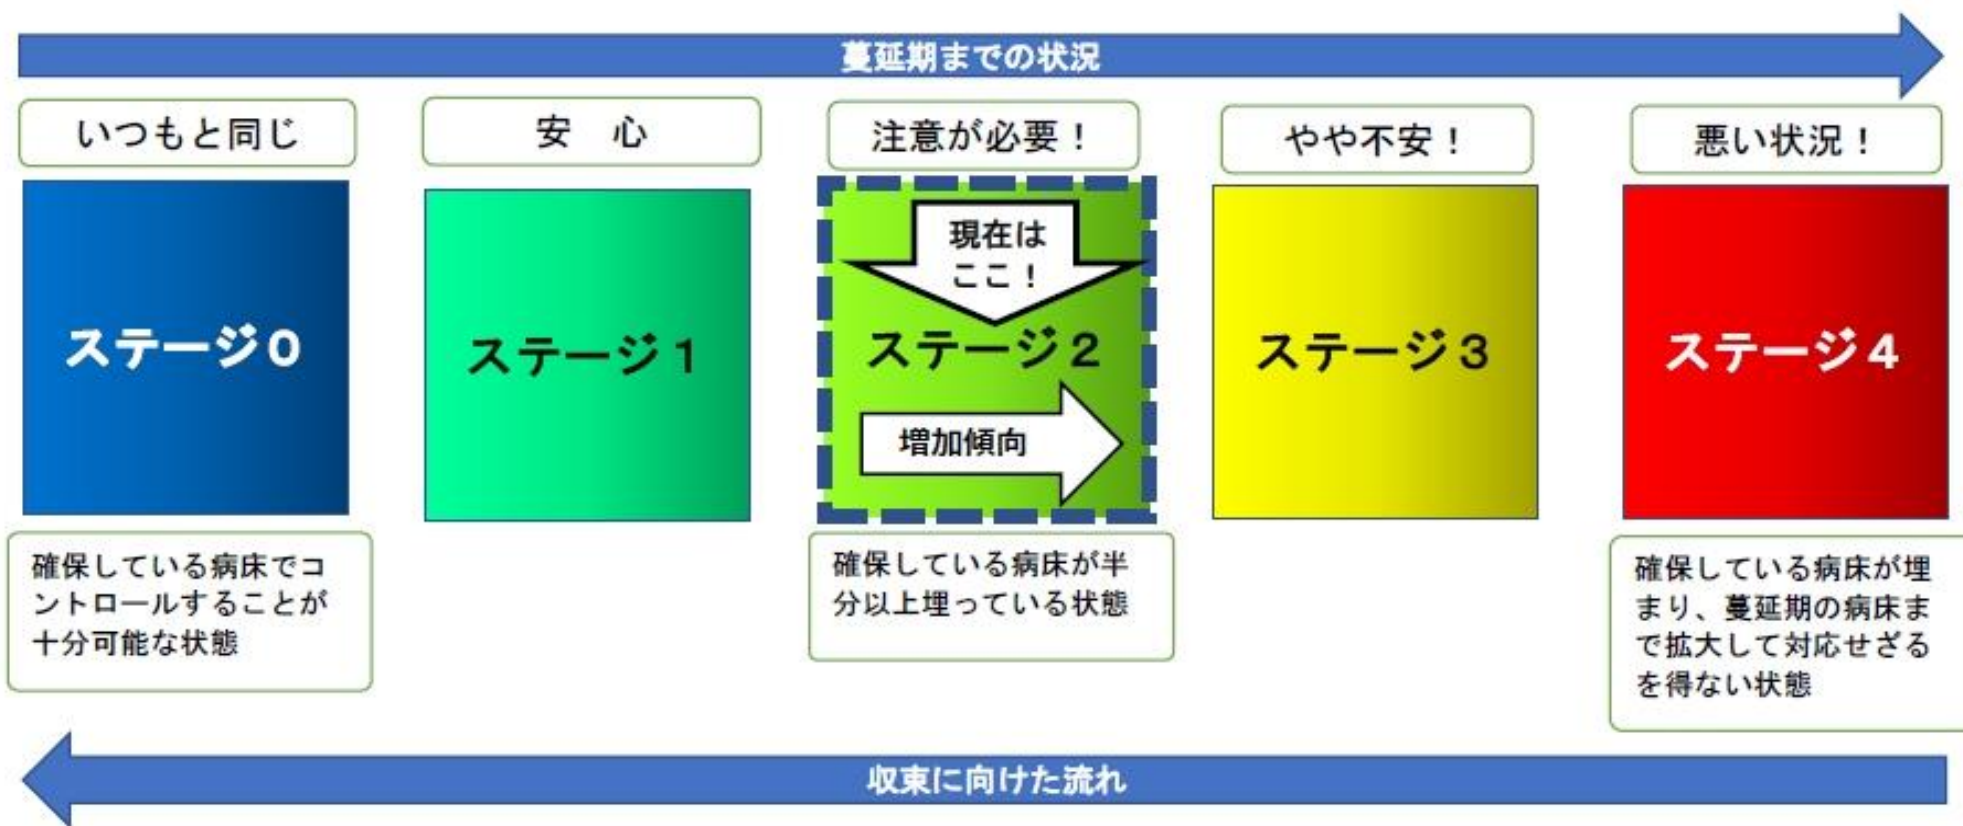 蔓延期までの状況
いつもと同じ
安　心
注意が必要！
やや不安！
悪い状況！
ステージ０
ステージ１
現在は
ここ！
ステージ２
増加傾向
ステージ３
ステージ４
確保している病床でコ
ントロールすることが
十分可能な状態
確保している病床が半
分以上埋っている状態
確保している病床が埋
まり、蔓延期の病床ま
で拡大して対応せざる
を得ない状態
収束に向けた流れ